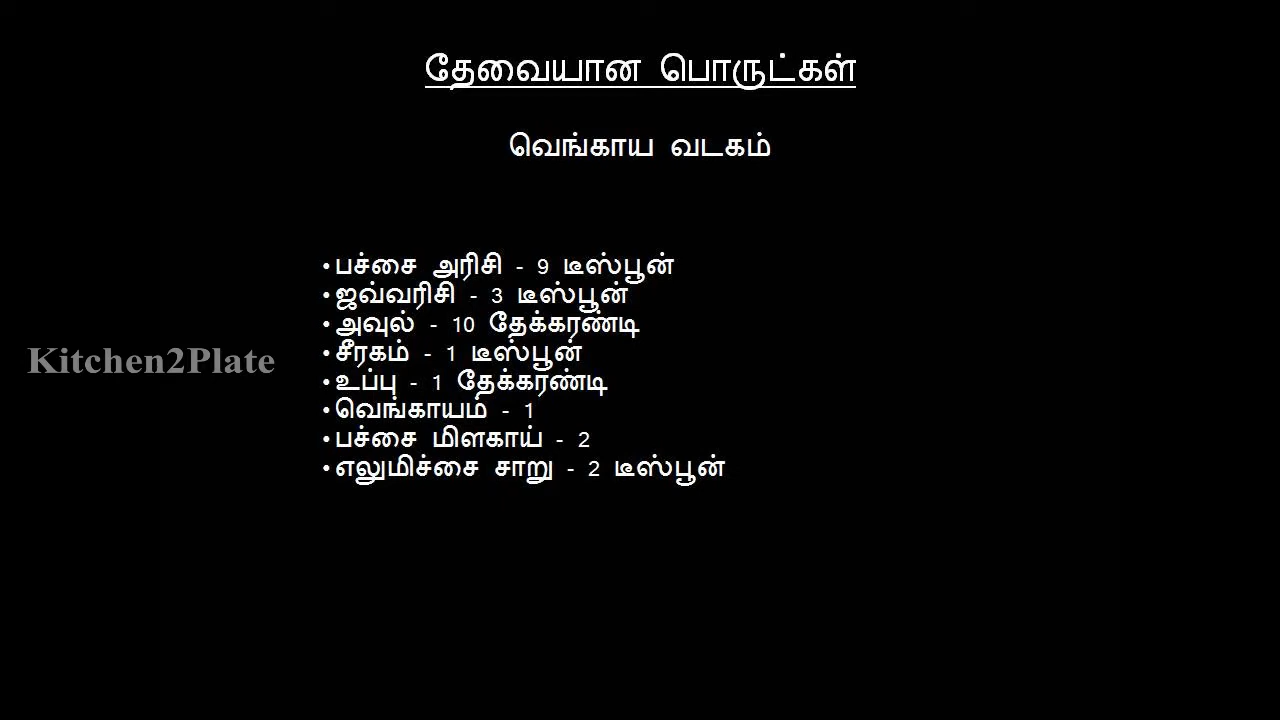 தேவையான பொருட்கள்
வெங்காய வடகம்
•பச்சை அரிசி - 9 டீஸ்பூன்
•ஜவ்வரிசி - 3 டீஸ்பூன்
•அவுல் - 10 தேக்கரண்டி
•சீரகம் - 1 டீஸ்பூன்
•உப்பு - 1 தேக்கரண்டி
•வெங்காயம் - 1
•பச்சை மிளகாய் - 2
•எலுமிச்சை சாறு - 2 டீஸ்பூன்
Kitchen2Plate